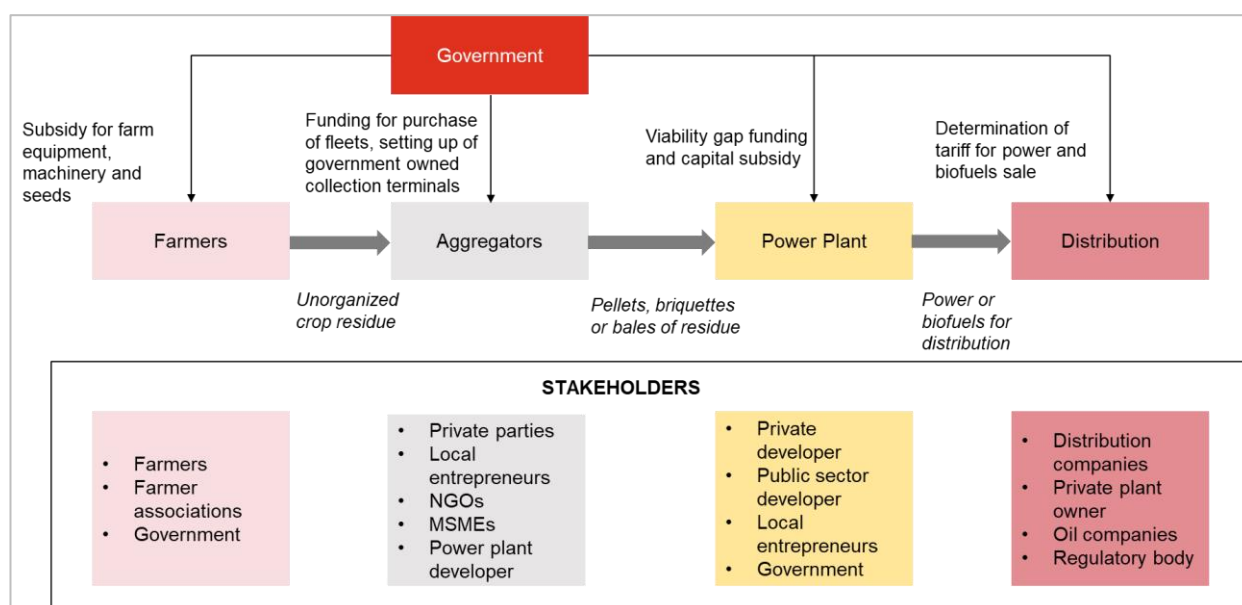 Government
Subsidy for farm
equipment,
machinery and
seeds
Funding for purchase
of fleets, setting up of
government owned
collection terminals
Viability gap funding
and capital subsidy
Determination of
tariff for power and
biofuels sale
Farmers
Aggregators
Power Plant
Distribution
Unorganized
crop residue
Pellets, briquettes
or bales of residue
Power or
biofuels for
distribution
STAKEHOLDERS
• Farmers
• Farmer
associations
• Government
• Private parties
• Local
entrepreneurs
• NGOs
• MSMEs
• Power plant
developer
• Private
developer
• Public sector
developer
• Local
entrepreneurs
• Government
• Distribution
companies
• Private plant
owner
• Oil companies
• Regulatory body